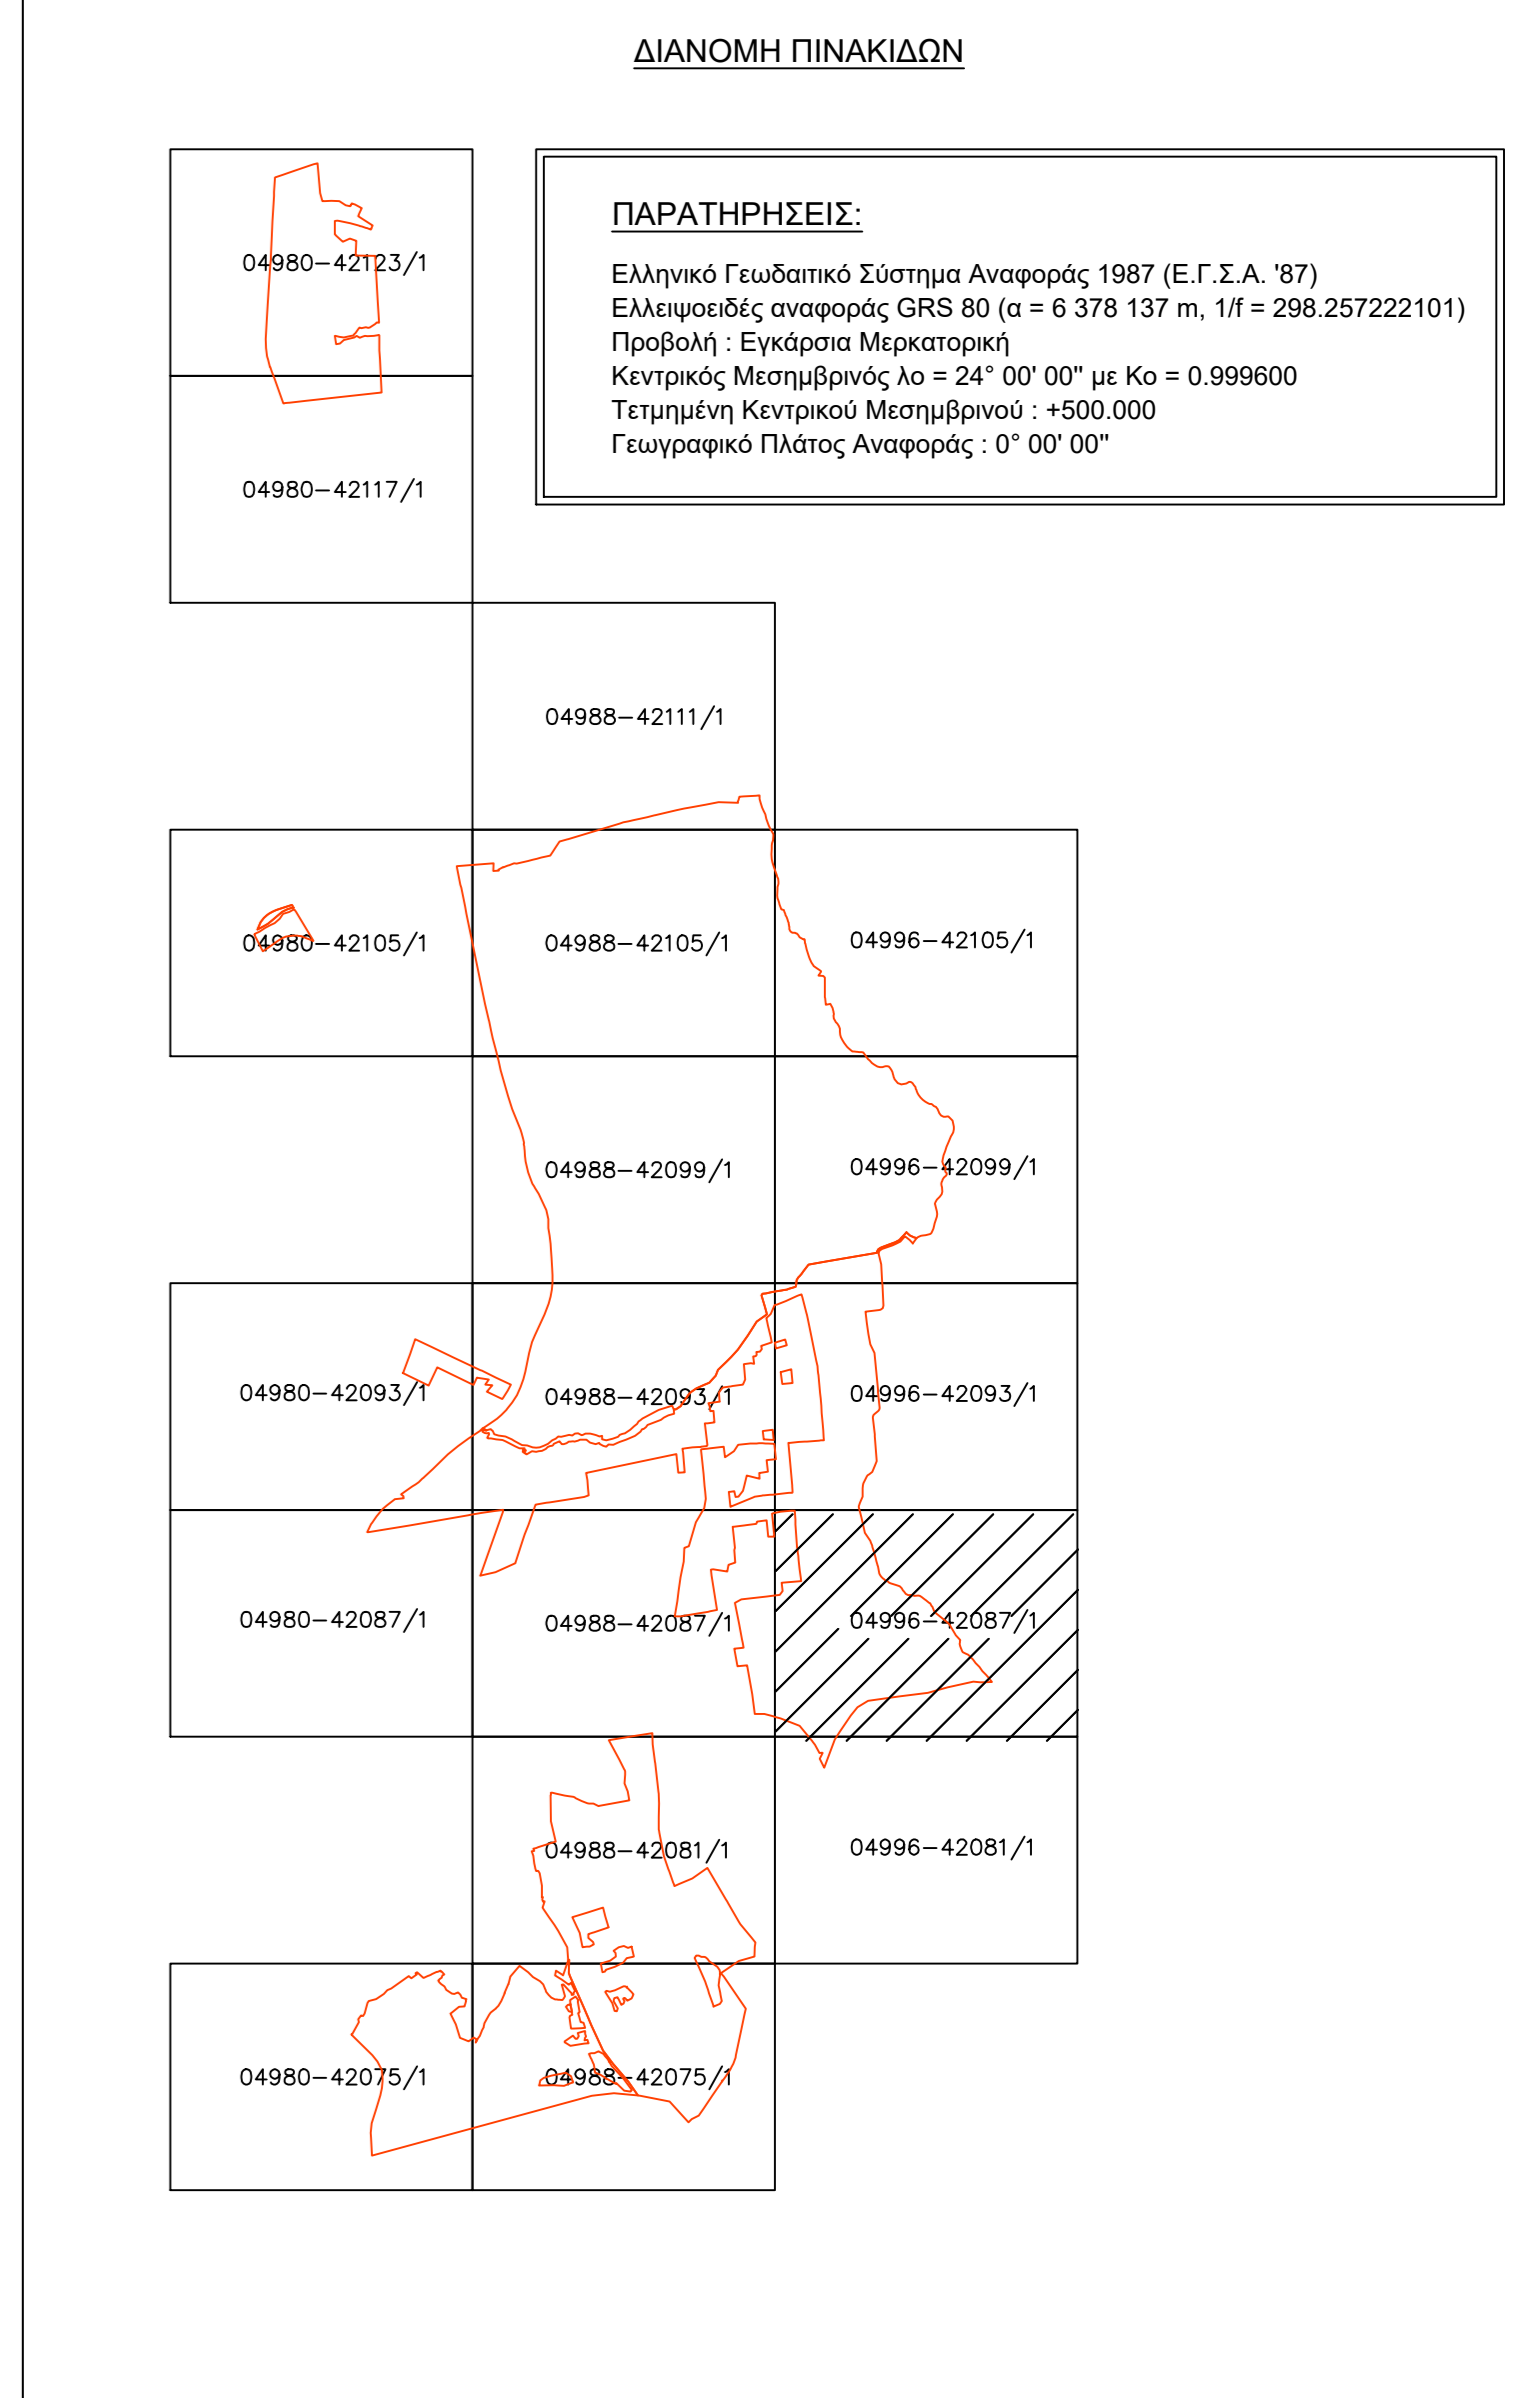 ΔΙΑΝΟΜΗ ΠΙΝΑΚΙΔΩΝ
ΠΑΡΑΤΗΡΗΣΕΙΣ:
Ελληνικό Γεωδαιτικό Σύστημα Αναφοράς 1987 (Ε.Γ.Σ.Α. '87)
Ελλειψοειδές αναφοράς GRS 80 (α = 6 378 137 m, 1/f = 298.257222101)
Προβολή : Εγκάρσια Μερκατορική
Κεντρικός Μεσημβρινός λο = 24° 00' 00'' με Κο = 0.999600
Τετμημένη Κεντρικού Μεσημβρινού : +500.000
Γεωγραφικό Πλάτος Αναφοράς : 0° 00' 00''
04980-42123/1
04980-42117/1
04988-42111/1
04980-42105/1
04988-42105/1
04996-42105/1
04988-42099/1
04996-42099/1
04980-42093/1
04988-42093/1
04996-42093/1
04980-42087/1
04988-42087/1
04996-42087/1
04988-42081/1
04996-42081/1
04980-42075/1
04988-42075/1